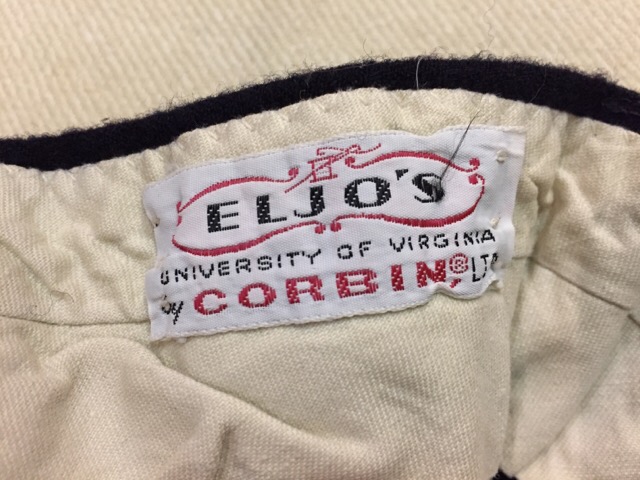 ELJO'S
UNIVERSITY OF VIRGINIA
by CORBIN,® LTD